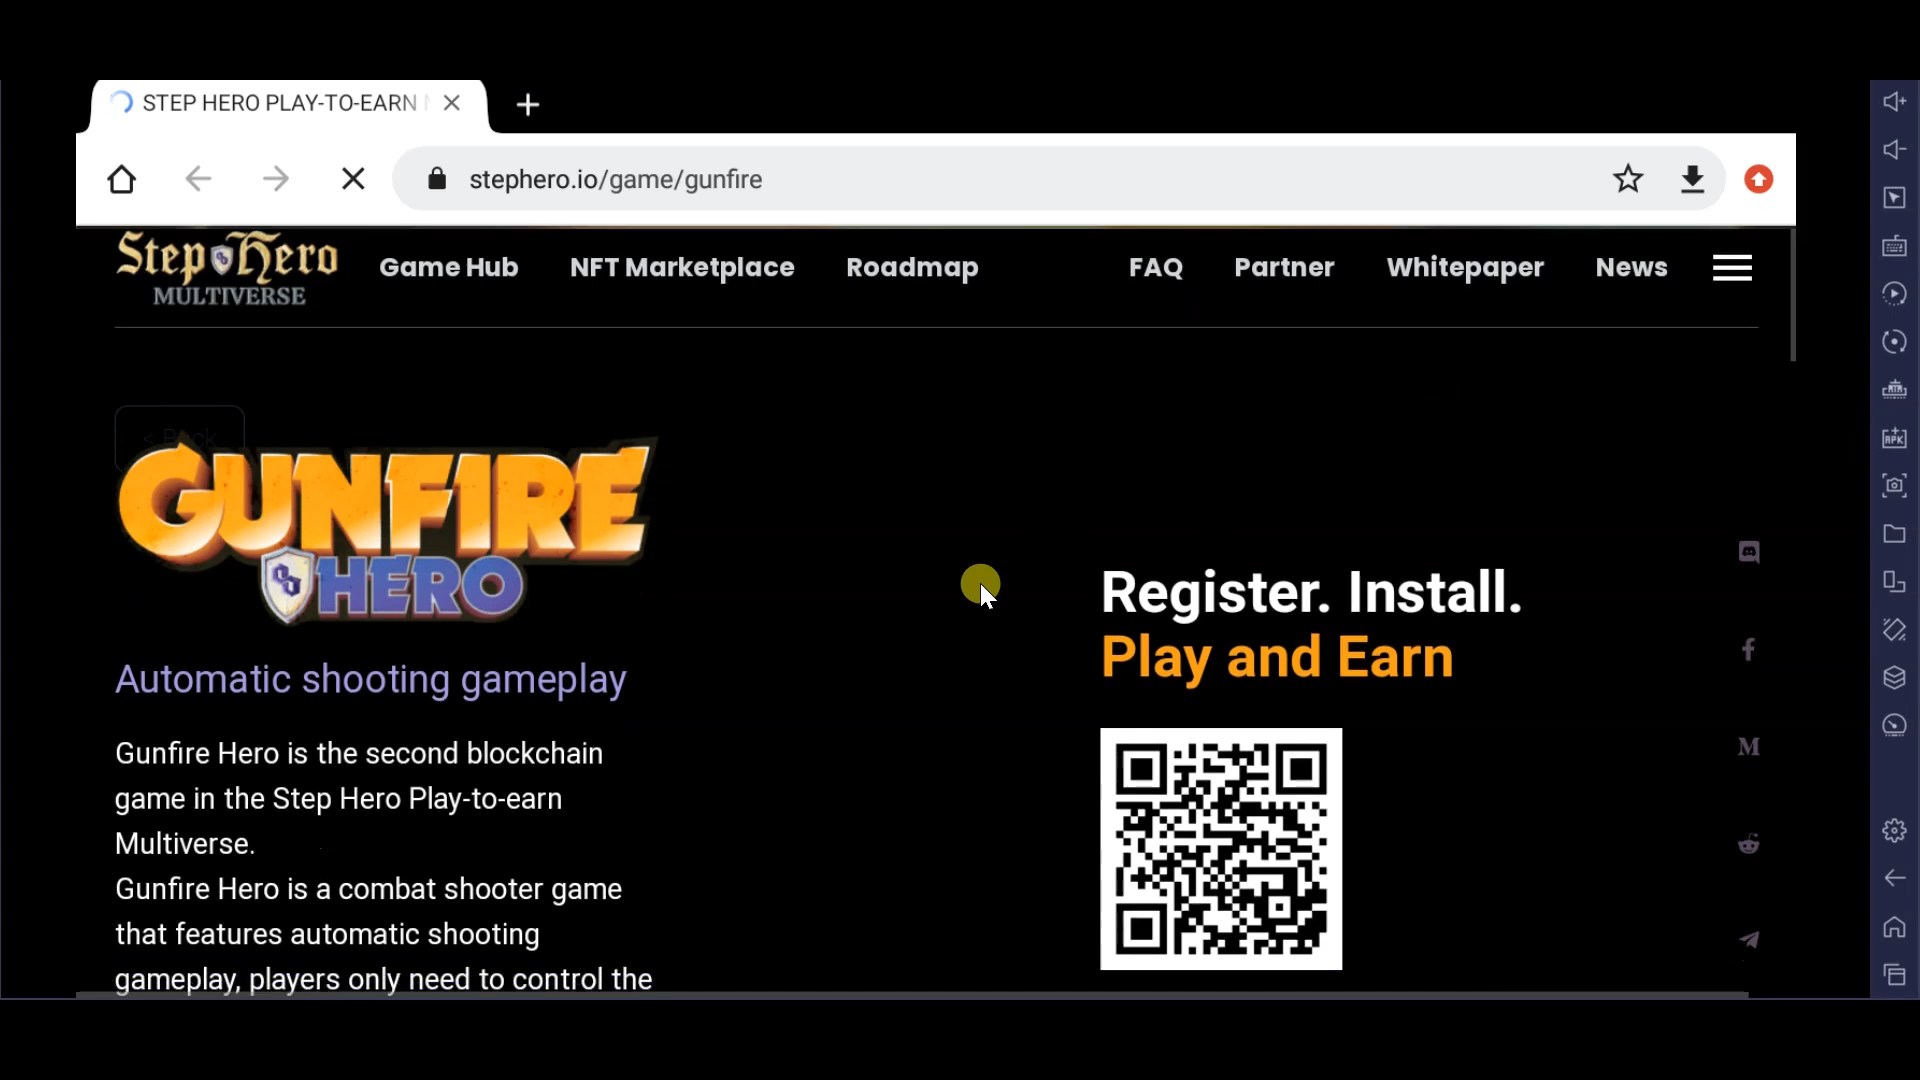 STEP HERO PLAY-TO-EARN
stephero.io/game/gunfire
Step Hero
MULTIVERSE
Game Hub
NFT Marketplace
Roadmap
FAQ
Partner
Whitepaper
News
< Back
GUNFIRE
HERO
Automatic shooting gameplay
Gunfire Hero is the second blockchain
game in the Step Hero Play-to-earn
Multiverse.
Gunfire Hero is a combat shooter game
that features automatic shooting
gameplay, players only need to control the
Register. Install.
Play and Earn
APK